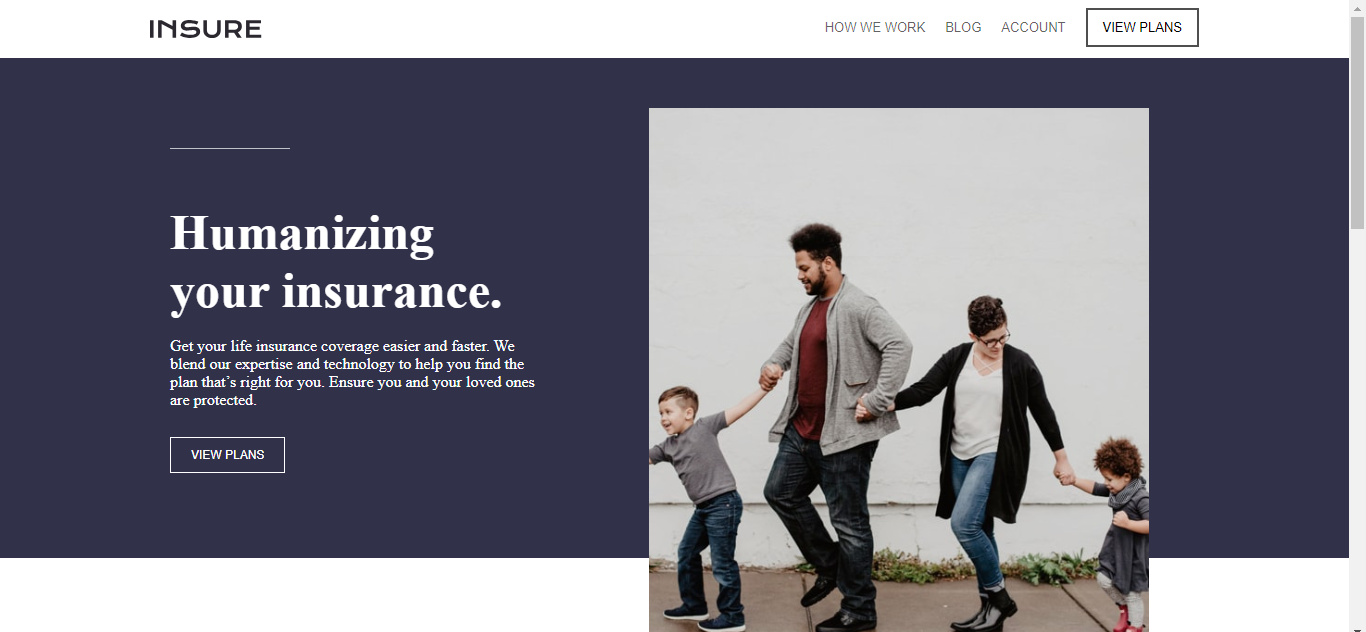 INSURE
HOW WE WORK
BLOG
ACCOUNT
VIEW PLANS
Humanizing
your insurance.
Get your life insurance coverage easier and faster. We
blend our expertise and technology to help you find the
plan that’s right for you. Ensure you and your loved ones
are protected.
VIEW PLANS